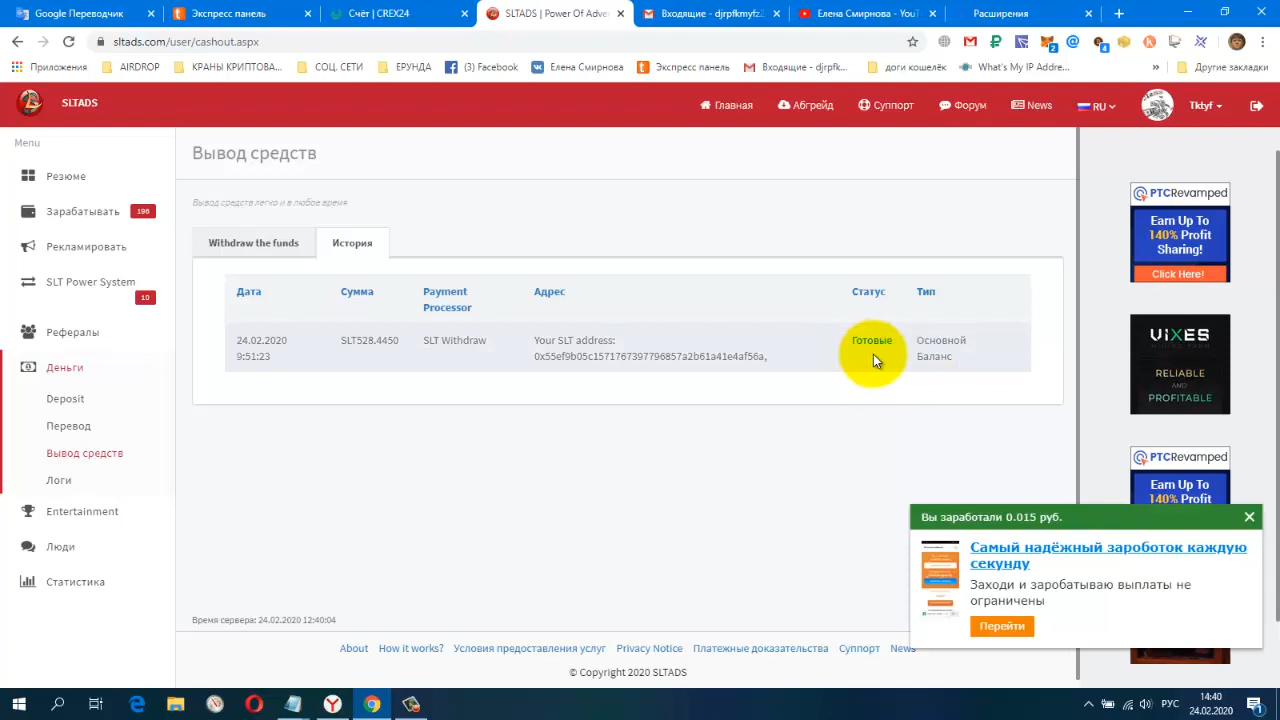 Google Переводчик
Экспресс панель
Счёт | CREX24
SLTADS | Power Of Adver
Входящие - djrpfkmyfz
Елена Смирнова - YouT
Расширения
sltads.com/user/cashout.aspx
Приложения
AIRDROP
КРАНЫ КРИПТОВА...
СОЦ. СЕТИ
ЕРУНДА
(3) Facebook
Елена Смирнова
Экспресс панель
Входящие - djrpfk...
доги кошелёк
What's My IP Addre...
»
Другие закладки
SLTADS
Главная
Абгрейд
Суппорт
Форум
News
RU
Tktyf
Menu
Резюме
Зарабатывать 196
Рекламировать
SLT Power System
10
Рефералы
Деньги
Deposit
Перевод
Вывод средств
Логи
Entertainment
Люди
Статистика
Вывод средств
Вывод средств легко и в любое время
Withdraw the funds
История
Дата
Сумма
Payment
Processor
Адрес
Статус
Тип
24.02.2020
9:51:23
SLT528.4450
SLT Withdraw
Your SLT address:
0x55ef9b05c1571767397796857a2b61a41e4af56a,
Готовые
Основной
Баланс
PTCRevamped
Earn Up To
140% Profit
Sharing!
Click Here!
VIXES
RELIABLE
AND
PROFITABLE
PTCRevamped
Earn Up To
140% Profit
Вы заработали 0.015 руб.
Самый надёжный зароботок каждую
секунду
Заходи и заробатываю выплаты не
ограничены
Перейти
Время сервера: 24.02.2020 12:40:04
About
How it works?
Условия предоставления услуг
Privacy Notice
Платежные доказательства
Суппорт
News
© Copyright 2020 SLTADS
РУС
14:40
24.02.2020